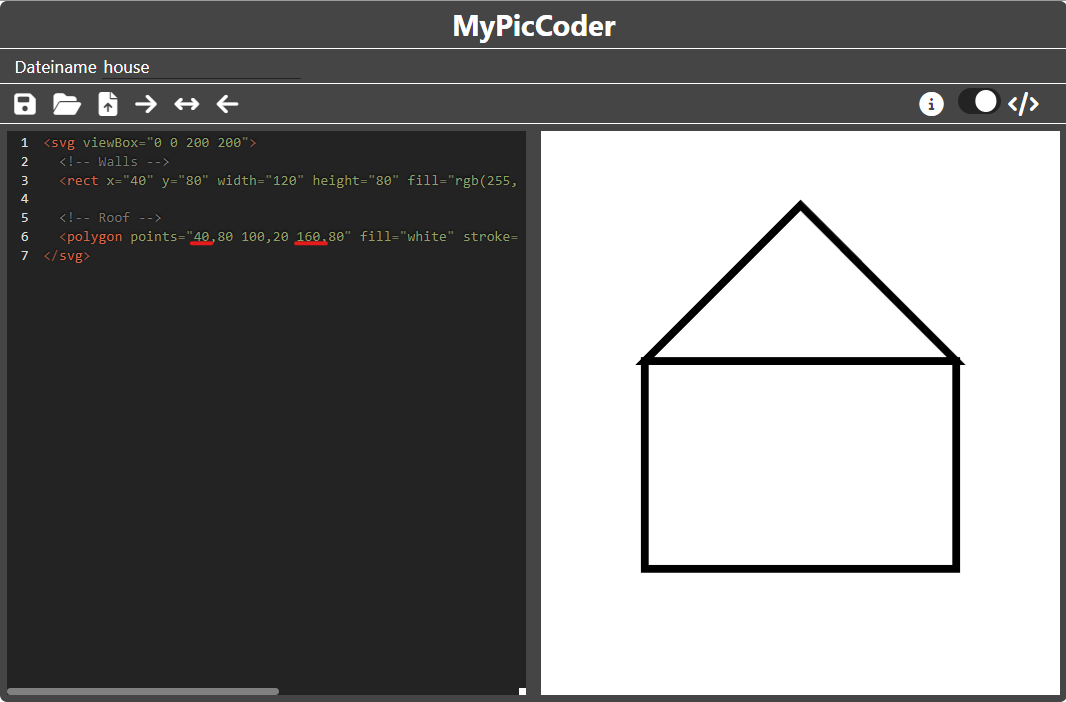 MyPicCoder
Dateiname house
</>
1 <svg viewBox="0 0 200 200">
2 <!-- Walls -->
3 <rect x="40" y="80" width="120" height="80" fill="rgb(255,
4
5 <!-- Roof -->
6 <polygon points="40,80 100,20 160,80" fill="white" stroke=
7 </svg>